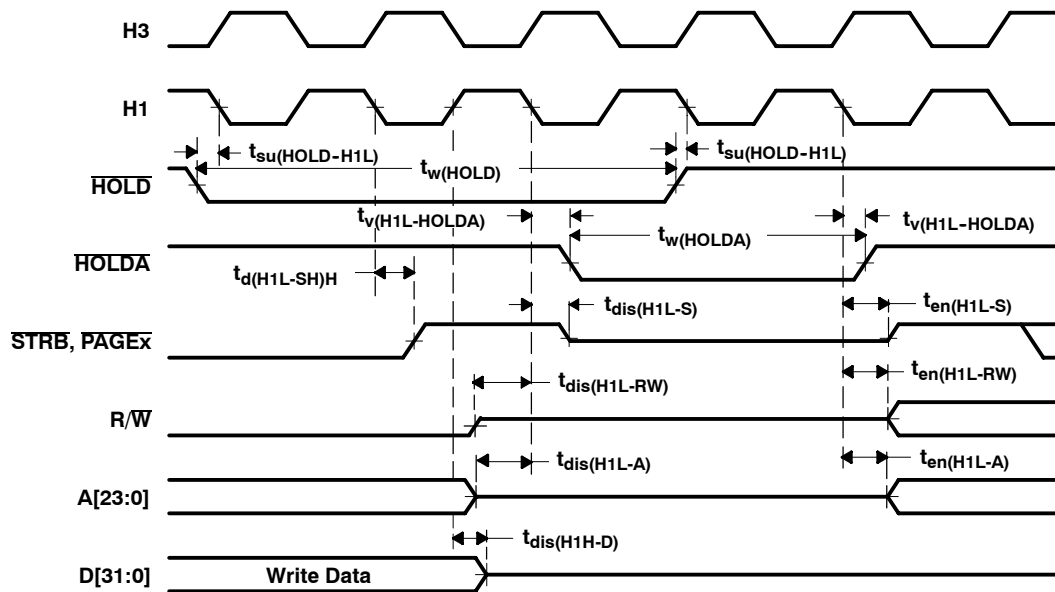 H3
H1
tsu(HOLD-H1L)
tsu(HOLD-H1L)
tw(HOLD)
HOLD
tv(H1L-HOLDA)
tv(H1L-HOLDA)
tw(HOLDA)
HOLDA
td(H1L-SH)H
tdis(H1L-S)
ten(H1L-S)
STRB, PAGEx
tdis(H1L-RW)
ten(H1L-RW)
R/W
tdis(H1L-A)
ten(H1L-A)
A[23:0]
tdis(H1H-D)
D[31:0]
Write Data